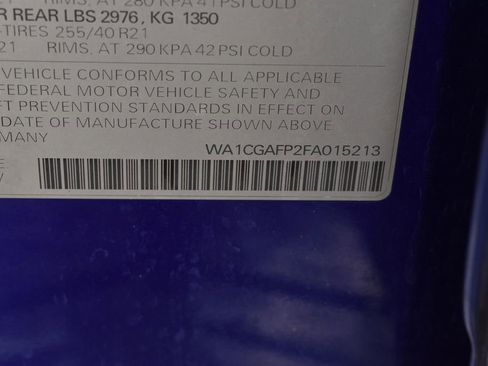 21 RIMS, AT 280 KPA 41 PSI COLD
R REAR LBS 2976, KG 1350
-TIRES 255/40 R21
21 RIMS, AT 290 KPA 42 PSI COLD
VEHICLE CONFORMS TO ALL APPLICABLE
FEDERAL MOTOR VEHICLE SAFETY AND
FT PREVENTION STANDARDS IN EFFECT ON
DATE OF MANUFACTURE SHOWN ABOVE.
MANY
WA1CGAFP2FA015213